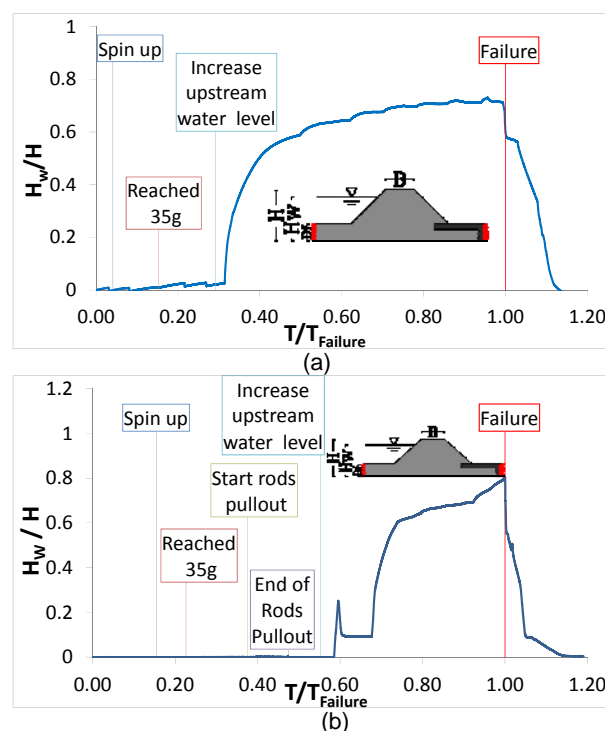 1
Spin up
Failure
0.8
Increase
upstream
water level
0.6
H_W/H
B
0.4
Reached
35g
H
HW
0.2
0
0.00 0.20 0.40 0.60 0.80 1.00 1.20
T/T_Failure
(a)
1.2
Increase
upstream
water level
Spin up
Failure
1
B
H
HW
Start rods
pullout
0.8
H_W / H
0.6
Reached
35g
0.4
End of
Rods
Pullout
0.2
0
0.00 0.20 0.40 0.60 0.80 1.00 1.20
T/T_Failure
(b)